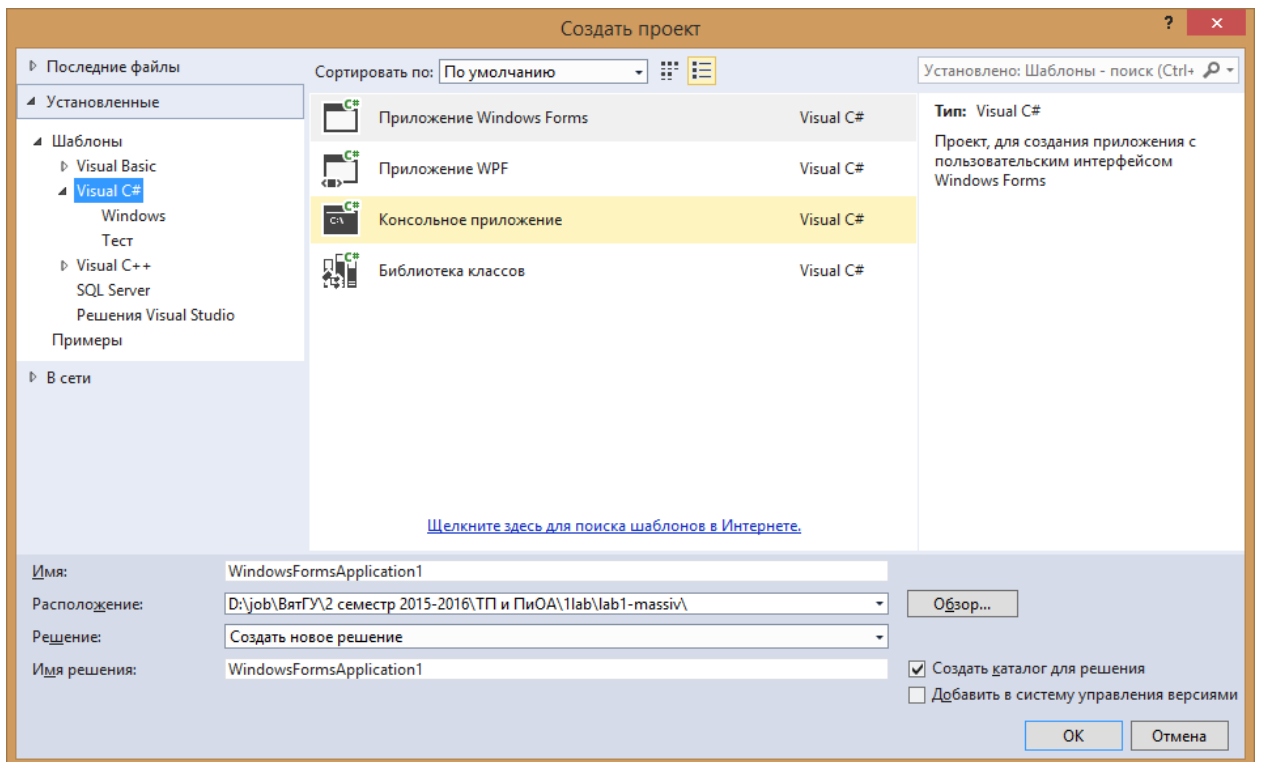 Создать проект
?
Последние файлы
Установленные
Шаблоны
Visual Basic
Visual C#
Windows
Тест
Visual C++
SQL Server
Решения Visual Studio
Примеры
В сети
Сортировать по: По умолчанию
Приложение Windows Forms Visual C#
Приложение WPF Visual C#
Консольное приложение Visual C#
Библиотека классов Visual C#
Щелкните здесь для поиска шаблонов в Интернете.
Установлено: Шаблоны - поиск (Ctrl+
Тип: Visual C#
Проект, для создания приложения с
пользовательским интерфейсом
Windows Forms
Имя: WindowsFormsApplication1
Расположение: D:\job\ВятГУ\2 семестр 2015-2016\ТП и ПиОА\1lab\lab1-massiv\ Обзор...
Решение: Создать новое решение
Имя решения: WindowsFormsApplication1
Создать каталог для решения
Добавить в систему управления версиями
OK Отмена